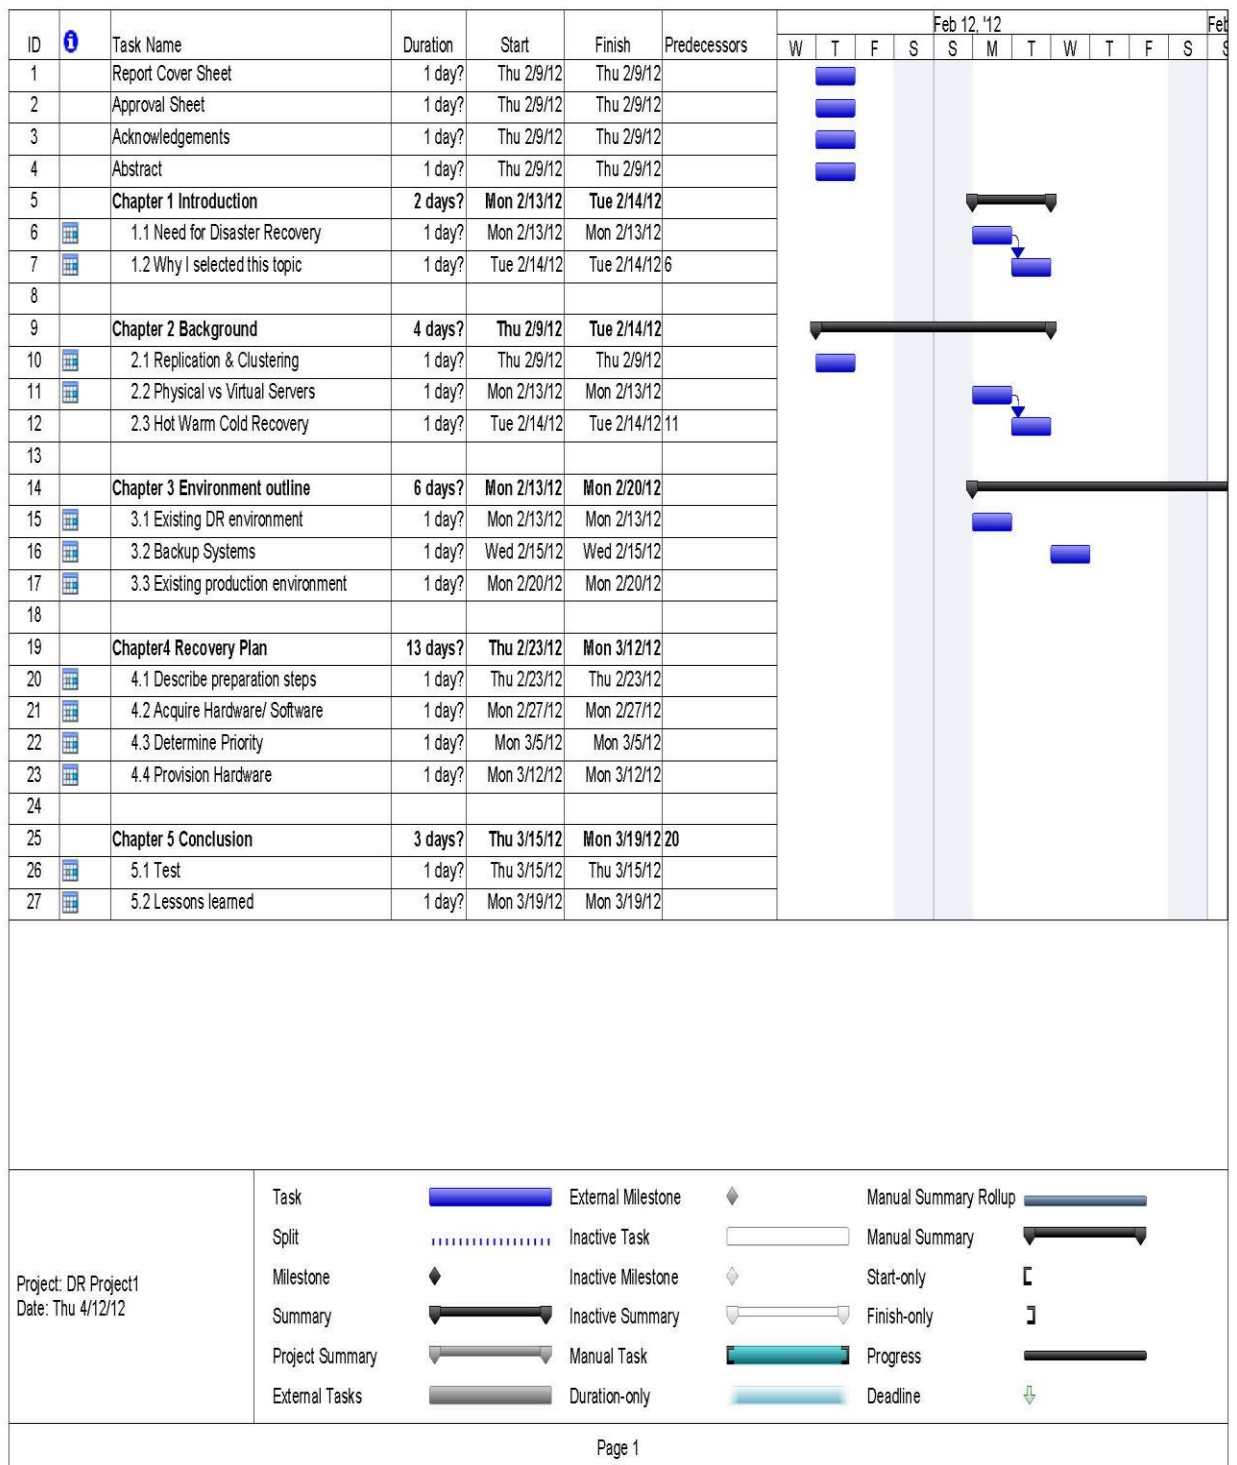 Feb 12, '12 Feb
ID Task Name Duration Start Finish Predecessors W T F S S M T W T F S S
1 Report Cover Sheet 1 day? Thu 2/9/12 Thu 2/9/12
2 Approval Sheet 1 day? Thu 2/9/12 Thu 2/9/12
3 Acknowledgements 1 day? Thu 2/9/12 Thu 2/9/12
4 Abstract 1 day? Thu 2/9/12 Thu 2/9/12
5 Chapter 1 Introduction 2 days? Mon 2/13/12 Tue 2/14/12
6 1.1 Need for Disaster Recovery 1 day? Mon 2/13/12 Mon 2/13/12
7 1.2 Why I selected this topic 1 day? Tue 2/14/12 Tue 2/14/12 6
8
9 Chapter 2 Background 4 days? Thu 2/9/12 Tue 2/14/12
10 2.1 Replication & Clustering 1 day? Thu 2/9/12 Thu 2/9/12
11 2.2 Physical vs Virtual Servers 1 day? Mon 2/13/12 Mon 2/13/12
12 2.3 Hot Warm Cold Recovery 1 day? Tue 2/14/12 Tue 2/14/12 11
13
14 Chapter 3 Environment outline 6 days? Mon 2/13/12 Mon 2/20/12
15 3.1 Existing DR environment 1 day? Mon 2/13/12 Mon 2/13/12
16 3.2 Backup Systems 1 day? Wed 2/15/12 Wed 2/15/12
17 3.3 Existing production environment 1 day? Mon 2/20/12 Mon 2/20/12
18
19 Chapter4 Recovery Plan 13 days? Thu 2/23/12 Mon 3/12/12
20 4.1 Describe preparation steps 1 day? Thu 2/23/12 Thu 2/23/12
21 4.2 Acquire Hardware/ Software 1 day? Mon 2/27/12 Mon 2/27/12
22 4.3 Determine Priority 1 day? Mon 3/5/12 Mon 3/5/12
23 4.4 Provision Hardware 1 day? Mon 3/12/12 Mon 3/12/12
24
25 Chapter 5 Conclusion 3 days? Thu 3/15/12 Mon 3/19/12 20
26 5.1 Test 1 day? Thu 3/15/12 Thu 3/15/12
27 5.2 Lessons learned 1 day? Mon 3/19/12 Mon 3/19/12
Project: DR Project1
Date: Thu 4/12/12
Task External Milestone Manual Summary Rollup
Split Inactive Task Manual Summary
Milestone Inactive Milestone Start-only
Summary Inactive Summary Finish-only
Project Summary Manual Task Progress
External Tasks Duration-only Deadline
Page 1